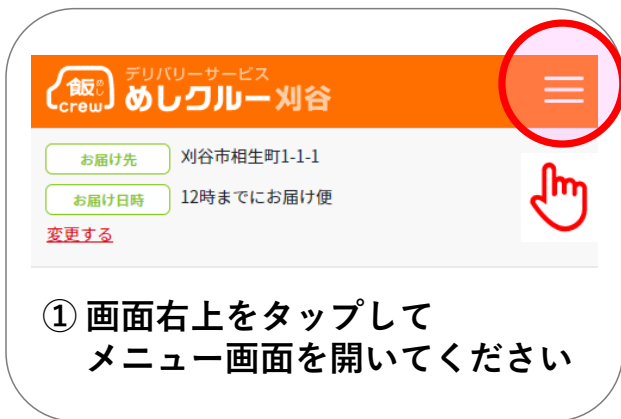 飯めし
crew
デリバリーサービス
めしクルー刈谷
お届け先 刈谷市相生町1-1-1
お届け日時 12時までにお届け便
変更する
① 画面右上をタップして
メニュー画面を開いてください